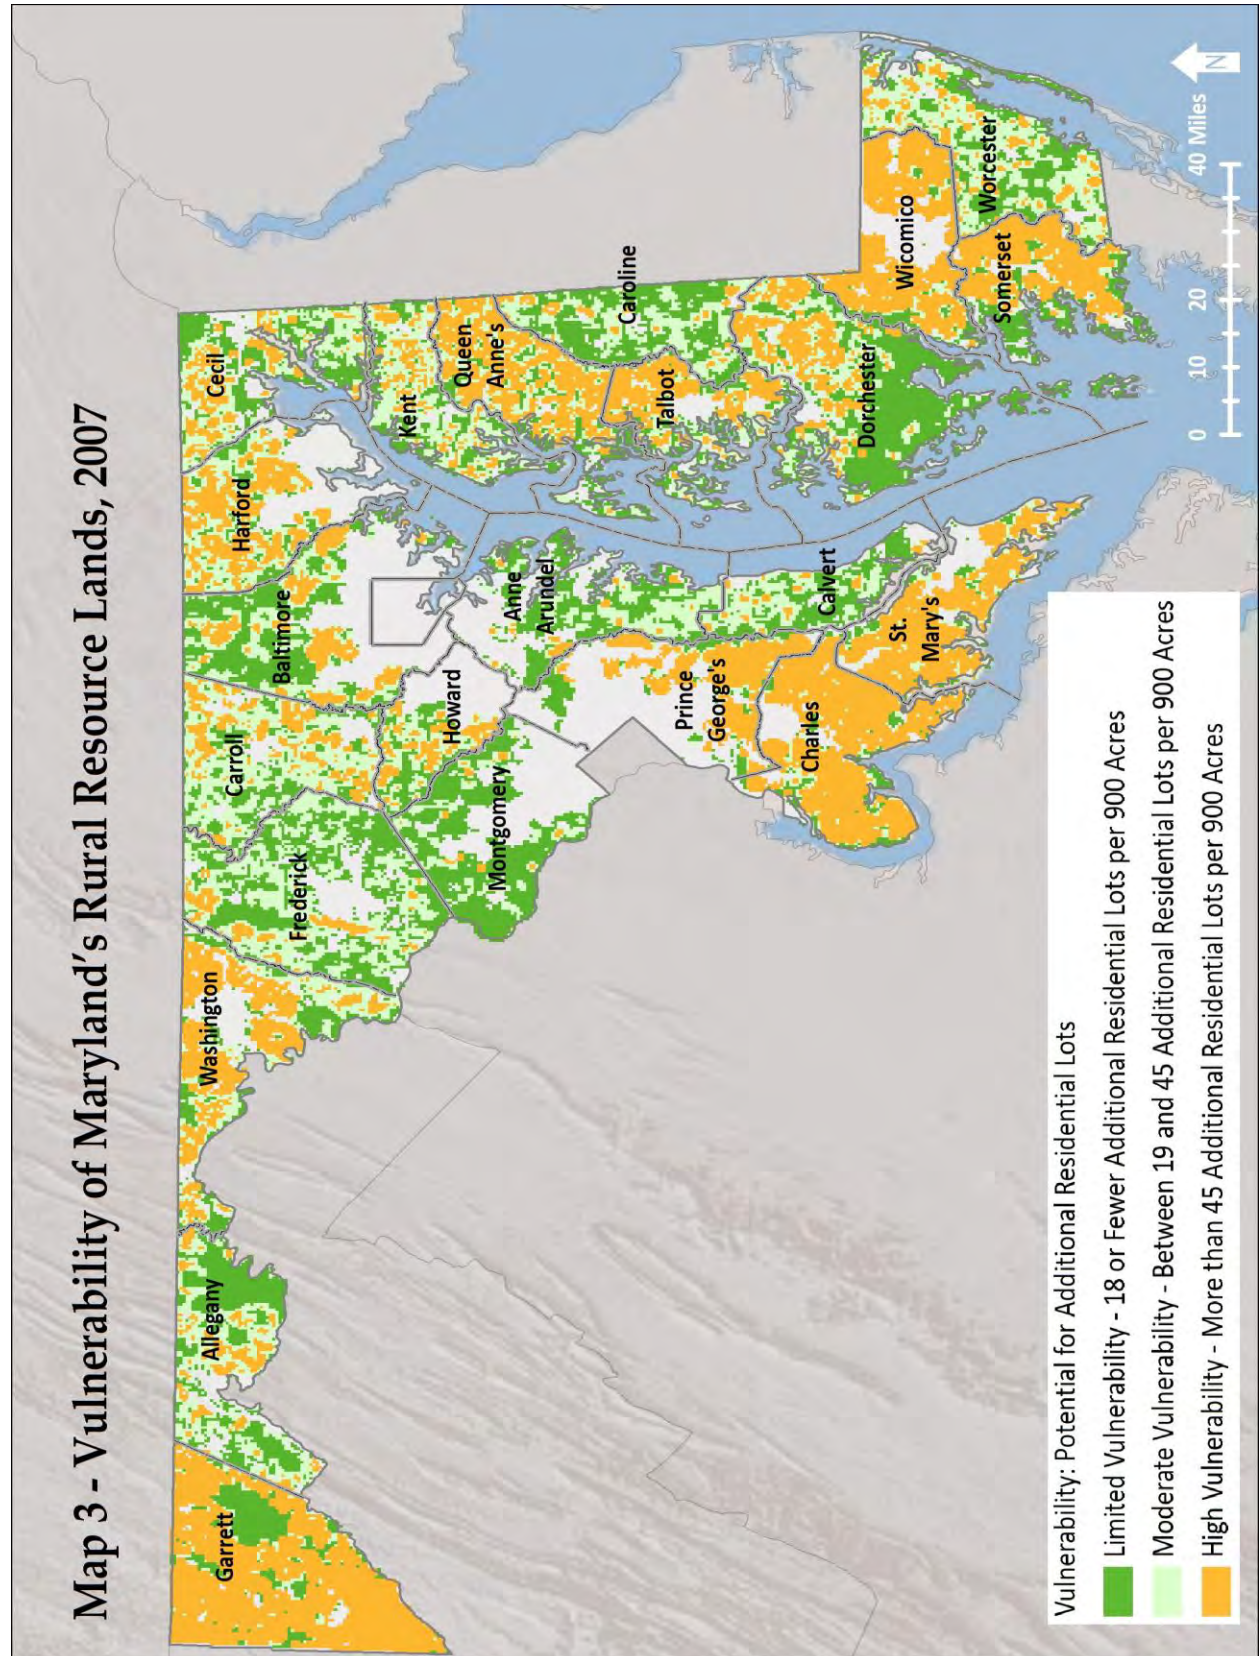 Map 3 - Vulnerability of Maryland's Rural Resource Lands, 2007
Garrett
Allegany
Washington
Frederick
Carroll
Baltimore
Harford
Cecil
Montgomery
Howard
Anne
Arundel
Kent
Queen
Anne's
Caroline
Talbot
Prince
George's
Charles
St.
Mary's
Calvert
Dorchester
Wicomico
Somerset
Worcester
Vulnerability: Potential for Additional Residential Lots
Limited Vulnerability - 18 or Fewer Additional Residential Lots per 900 Acres
Moderate Vulnerability - Between 19 and 45 Additional Residential Lots per 900 Acres
High Vulnerability - More than 45 Additional Residential Lots per 900 Acres
0 10 20 40 Miles
N